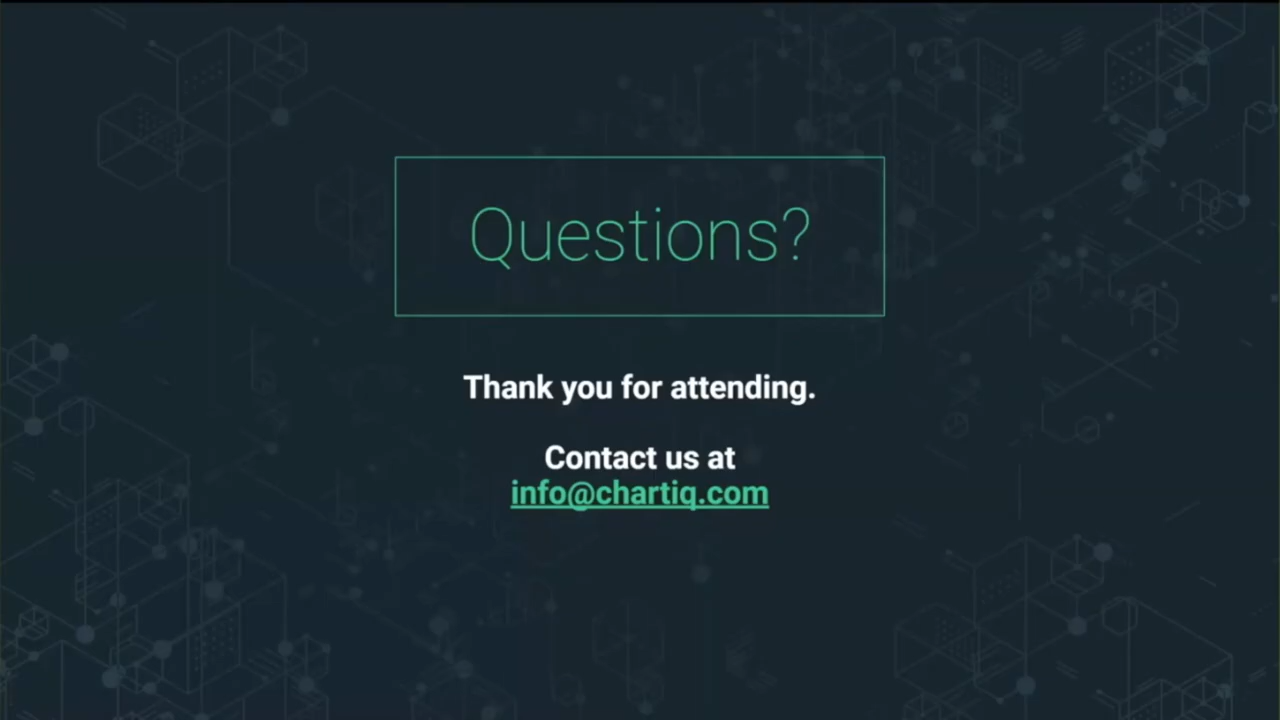 Questions?
Thank you for attending.
Contact us at
info@chartiq.com